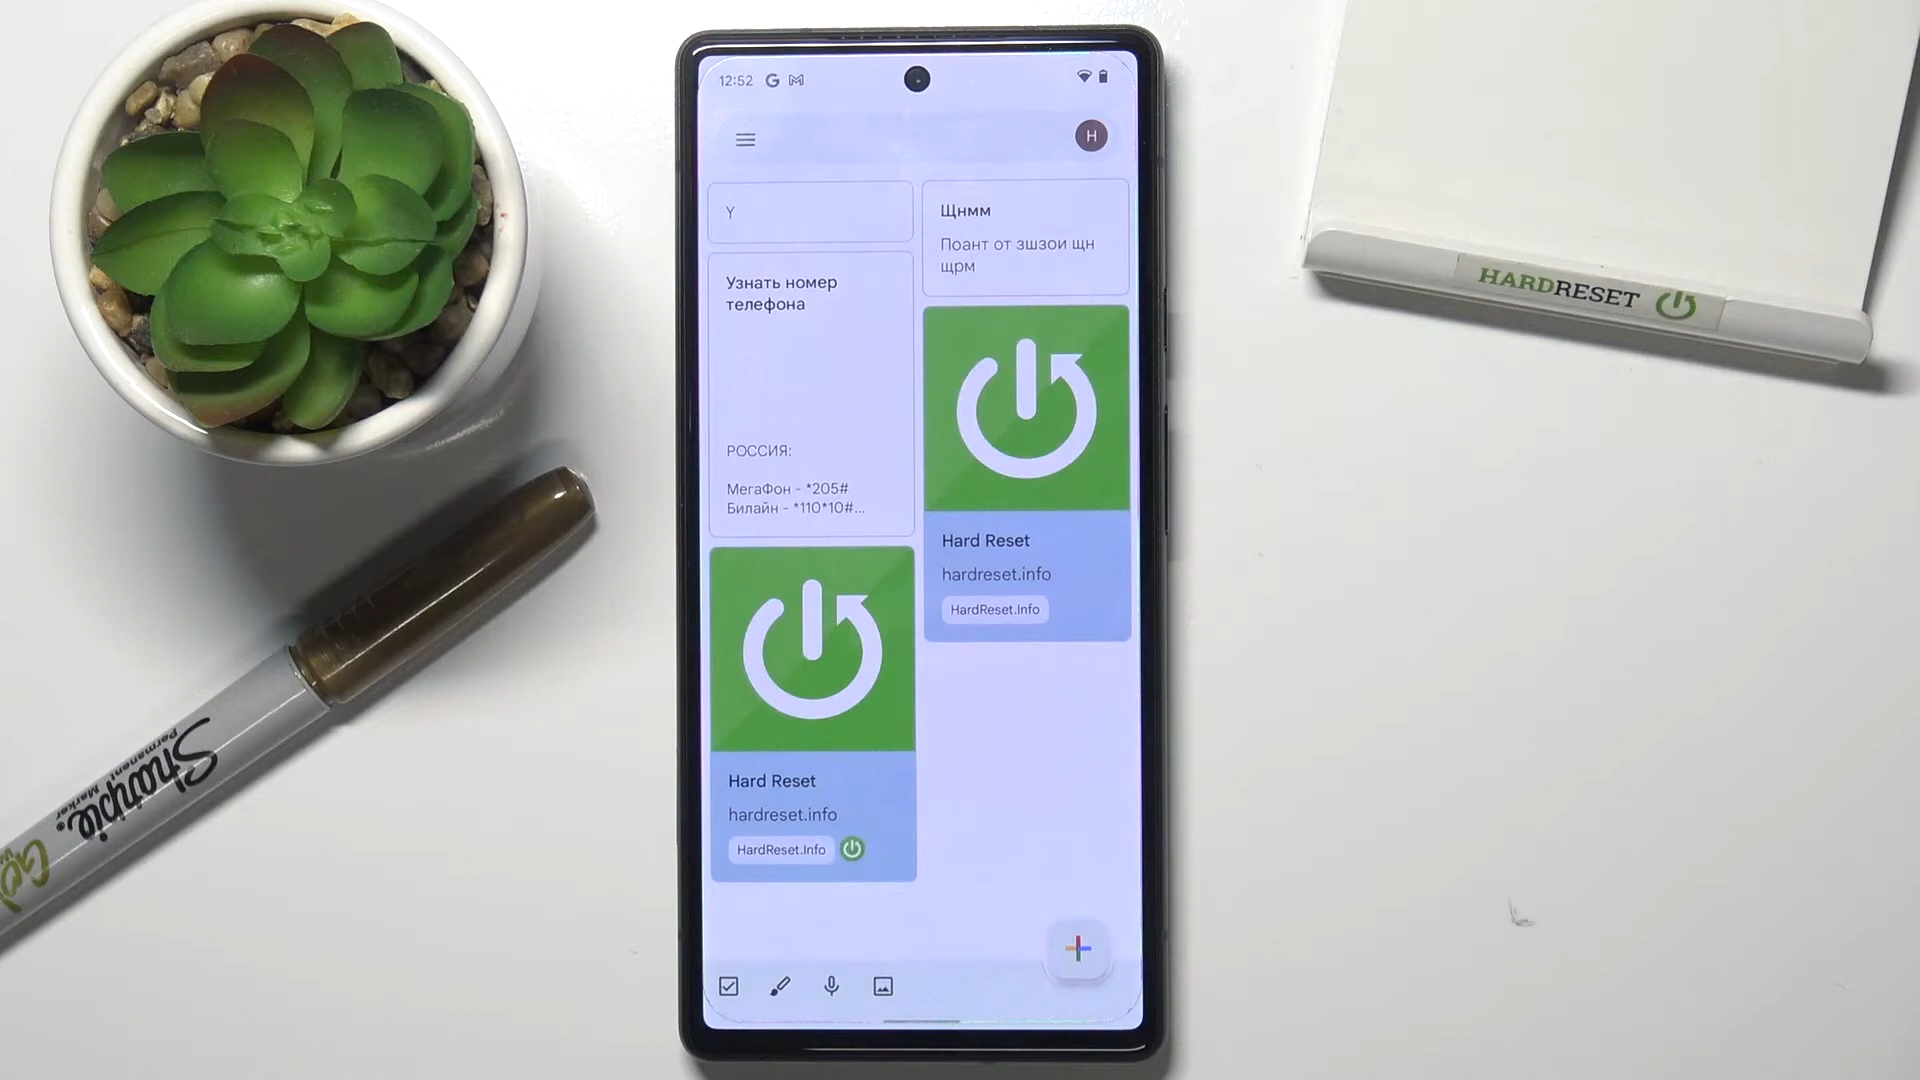 12:52
H
Y
Узнать номер
телефона
РОССИЯ:
МегаФон - *205#
Билайн - *110*10#...
Hard Reset
hardreset.info
HardReset.Info
Щнмм
Поант от зшзои щн
щрм
Hard Reset
hardreset.info
HardReset.Info
HARDRESET
Sharpie
Permanent
Marker